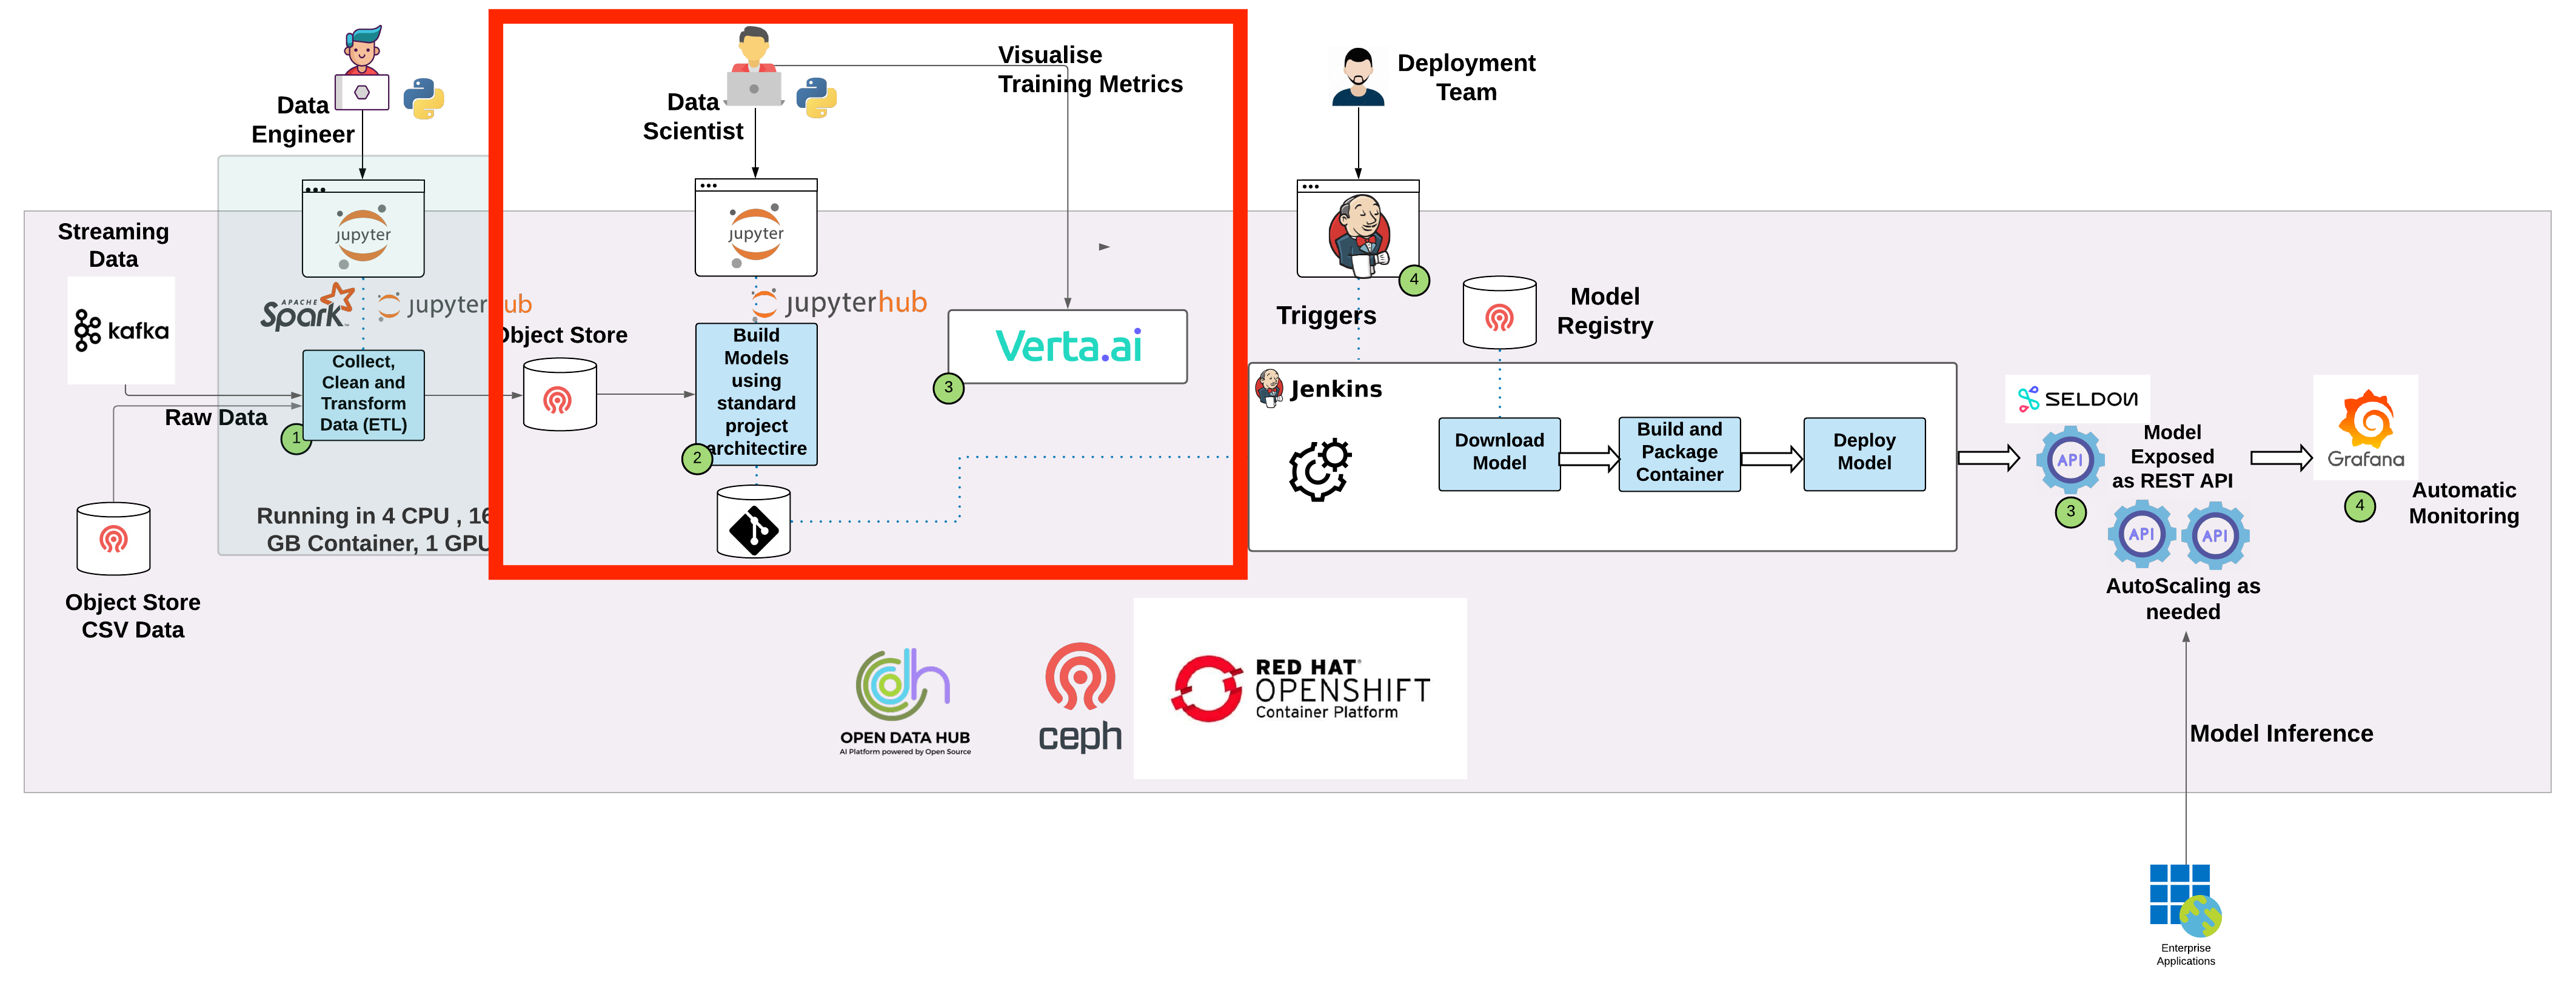 Data
Engineer
Data
Scientist
Visualise
Training Metrics
Deployment
Team
Streaming
Data
kafka
jupyter
APACHE
Spark
jupyterhub
Collect,
Clean and
Transform
Data (ETL)
1
Raw Data
Running in 4 CPU , 16
GB Container, 1 GPU
Object Store
CSV Data
Object Store
jupyter
jupyterhub
Build
Models
using
standard
project
architectire
2
Verta.ai
3
4
Triggers
Model
Registry
Jenkins
Download
Model
Build and
Package
Container
Deploy
Model
SELDON
API
Model
Exposed
as REST API
3
API
API
AutoScaling as
needed
Grafana
4
Automatic
Monitoring
OPEN DATA HUB
AI Platform powered by Open Source
ceph
RED HAT
OPENSHIFT
Container Platform
Model Inference
Enterprise
Applications